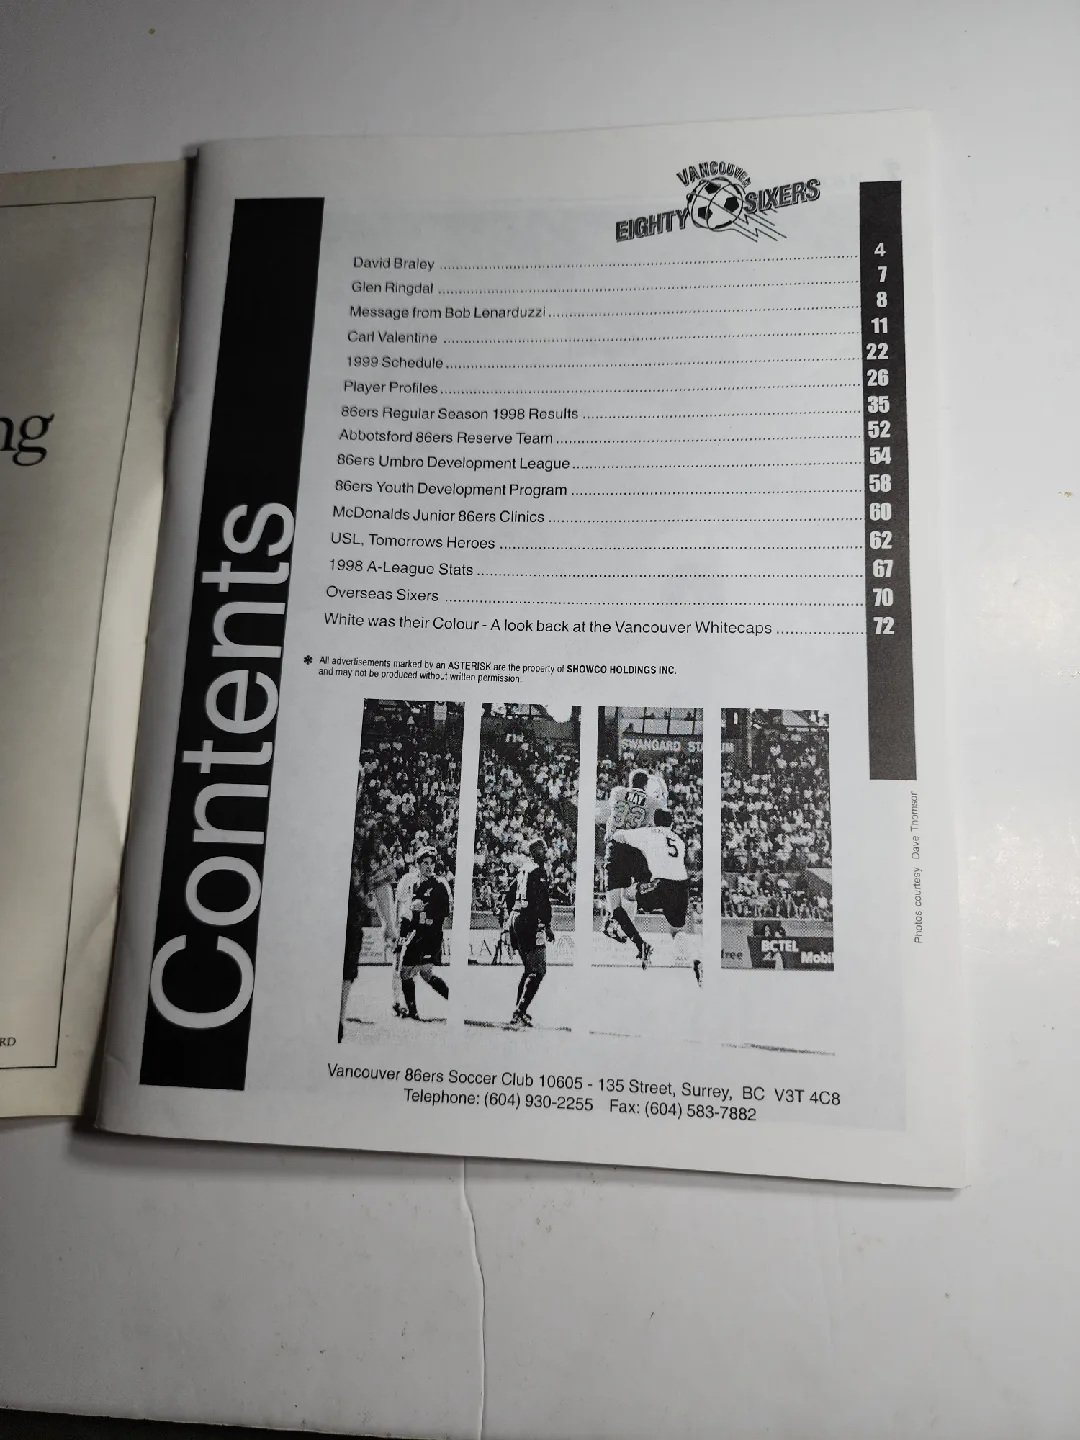 VANCOUVER
EIGHTY SIXERS
Contents
David Braley 4
Glen Ringdal 7
Message from Bob Lenarduzzi 8
Carl Valentine 11
1999 Schedule 22
Player Profiles 26
86ers Regular Season 1998 Results 35
Abbotsford 86ers Reserve Team 52
86ers Umbro Development League 54
86ers Youth Development Program 58
McDonalds Junior 86ers Clinics 60
USL, Tomorrows Heroes 62
1998 A-League Stats 67
Overseas Sixers 70
White was their Colour - A look back at the Vancouver Whitecaps 72
* All advertisements marked by an ASTERISK are the property of SHOWCO HOLDINGS INC.
and may not be produced without written permission.
SWANGARD ST UM
5
BCTEL
Mobil
free
Photos courtesy Dave Thomson
Vancouver 86ers Soccer Club 10605 - 135 Street, Surrey, BC V3T 4C8
Telephone: (604) 930-2255 Fax: (604) 583-7882
ng
RD